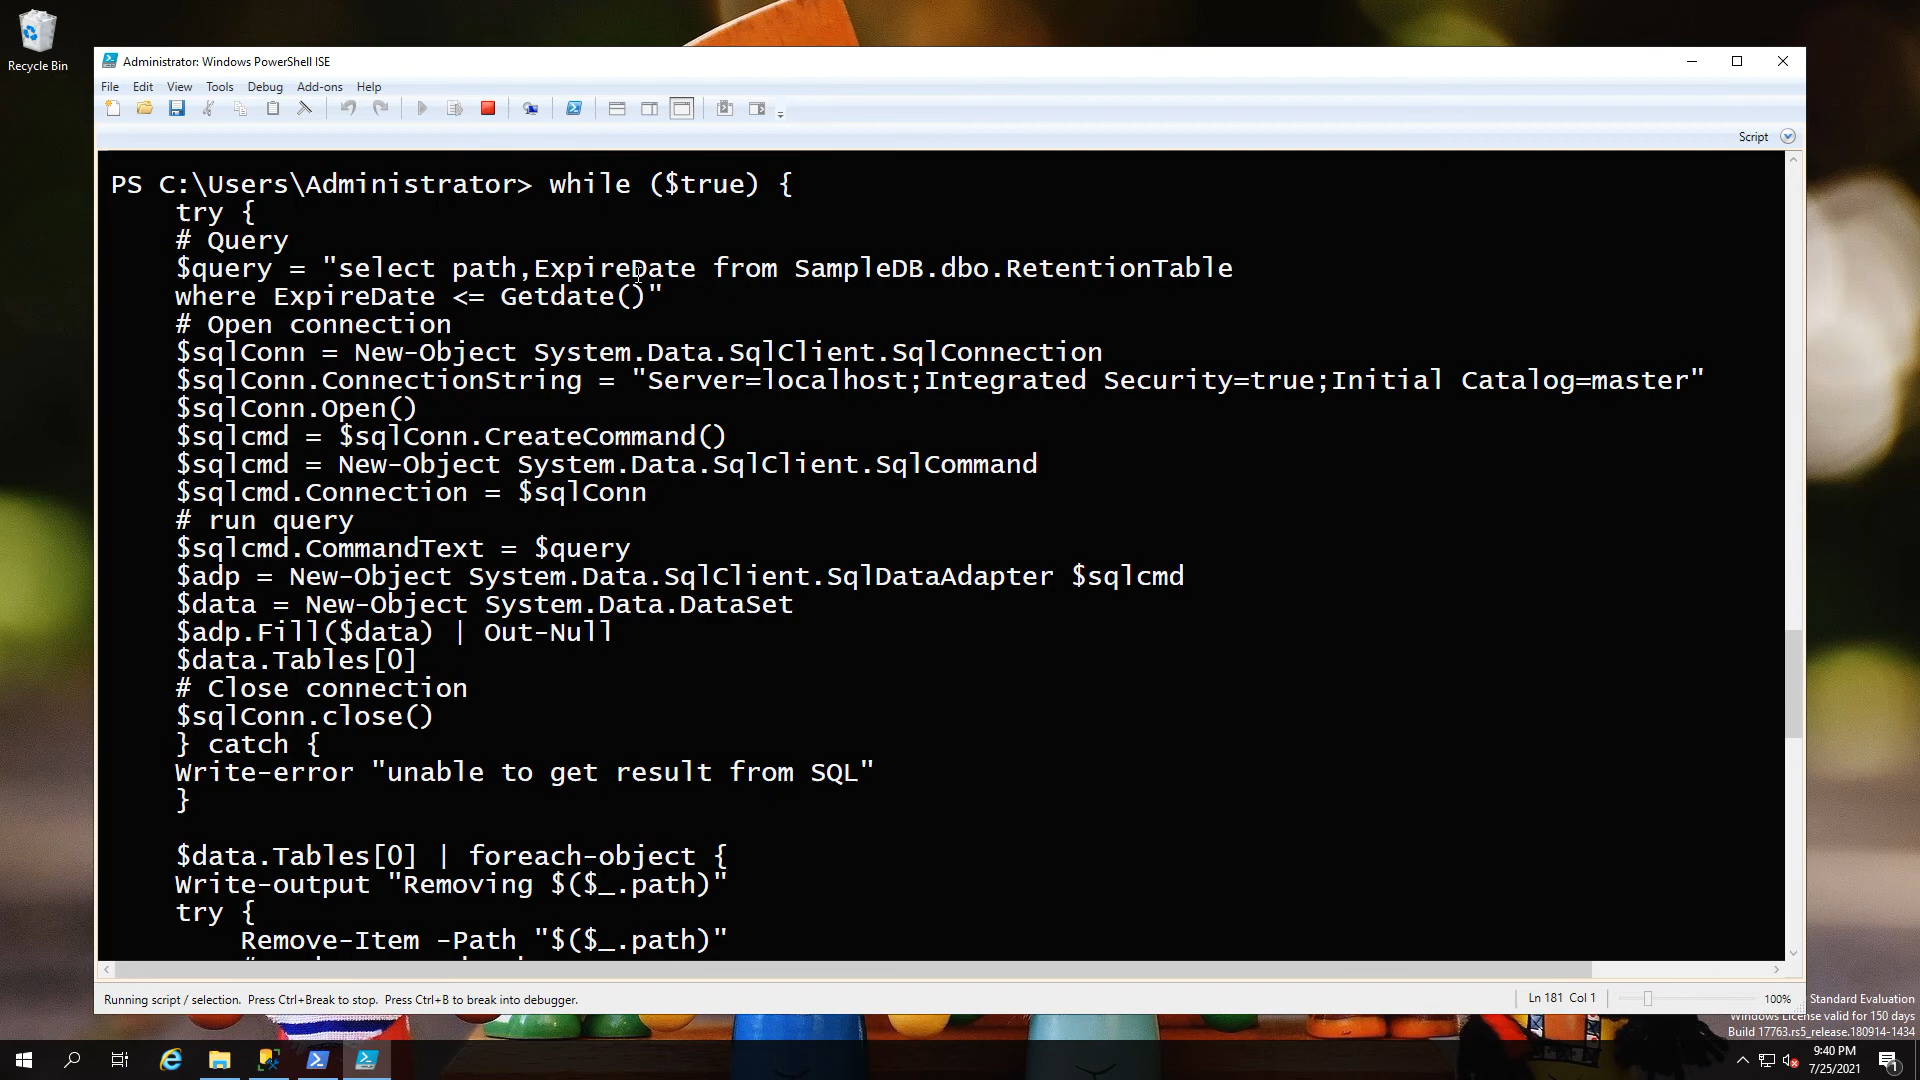 Recycle Bin
Administrator: Windows PowerShell ISE
File Edit View Tools Debug Add-ons Help
Script
PS C:\Users\Administrator> while ($true) {
try {
# Query
$query = "select path,ExpireDate from SampleDB.dbo.RetentionTable
where ExpireDate <= Getdate()"
# Open connection
$sqlConn = New-Object System.Data.SqlClient.SqlConnection
$sqlConn.ConnectionString = "Server=localhost;Integrated Security=true;Initial Catalog=master"
$sqlConn.Open()
$sqlcmd = $sqlConn.CreateCommand()
$sqlcmd = New-Object System.Data.SqlClient.SqlCommand
$sqlcmd.Connection = $sqlConn
# run query
$sqlcmd.CommandText = $query
$adp = New-Object System.Data.SqlClient.SqlDataAdapter $sqlcmd
$data = New-Object System.Data.DataSet
$adp.Fill($data) | Out-Null
$data.Tables[0]
# Close connection
$sqlConn.close()
} catch {
Write-error "unable to get result from SQL"
}
$data.Tables[0] | foreach-object {
Write-output "Removing $($_.path)"
try {
Remove-Item -Path "$($_.path)"
Running script / selection. Press Ctrl+Break to stop. Press Ctrl+B to break into debugger.
Ln 181 Col 1
100%
Standard Evaluation
Windows License valid for 150 days
Build 17763.rs5_release.180914-1434
9:40 PM
7/25/2021
1